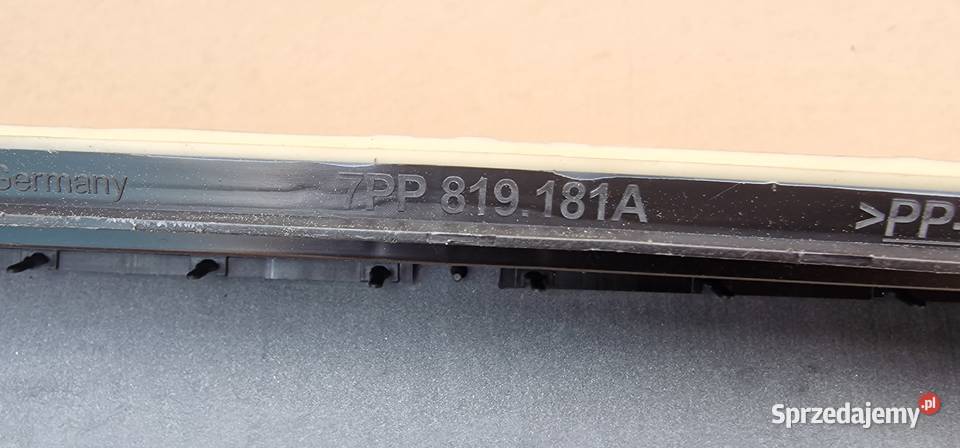 Germany
7PP 819.181A
>PP-
Sprzedajemy.pl